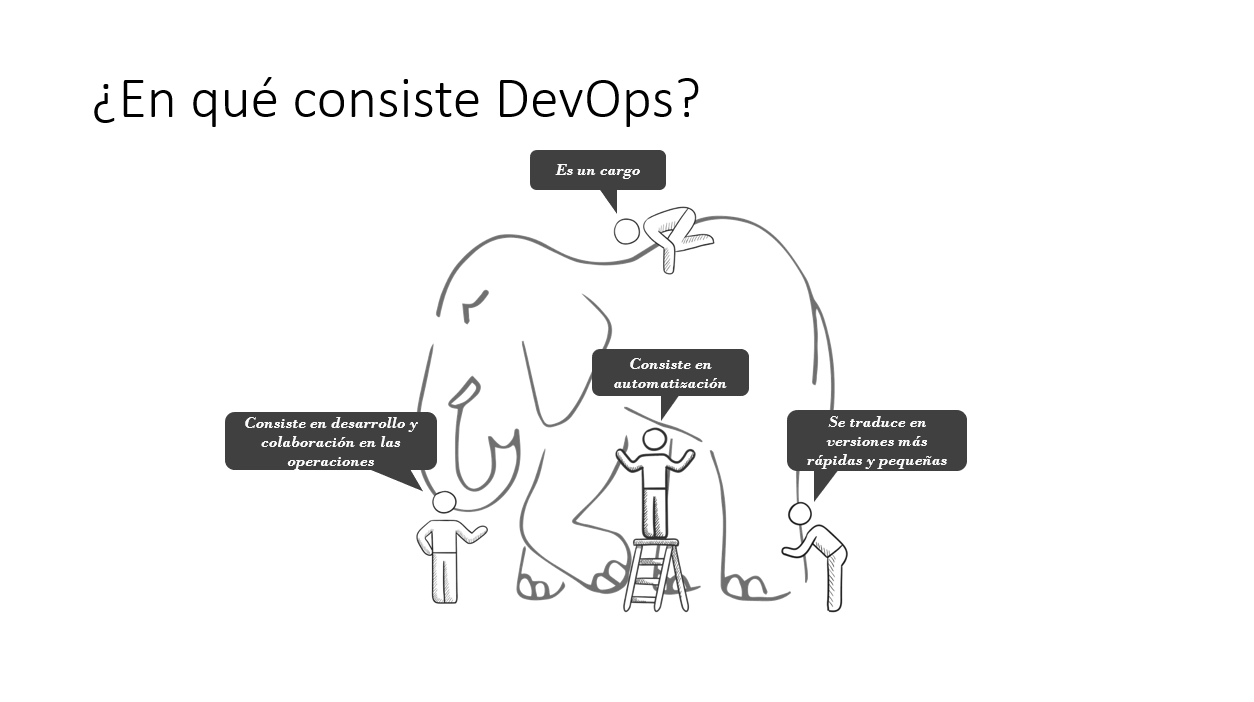 ¿En qué consiste DevOps?
Es un cargo
Consiste en
automatización
Consiste en desarrollo y
colaboración en las
operaciones
Se traduce en
versiones más
rápidas y pequeñas